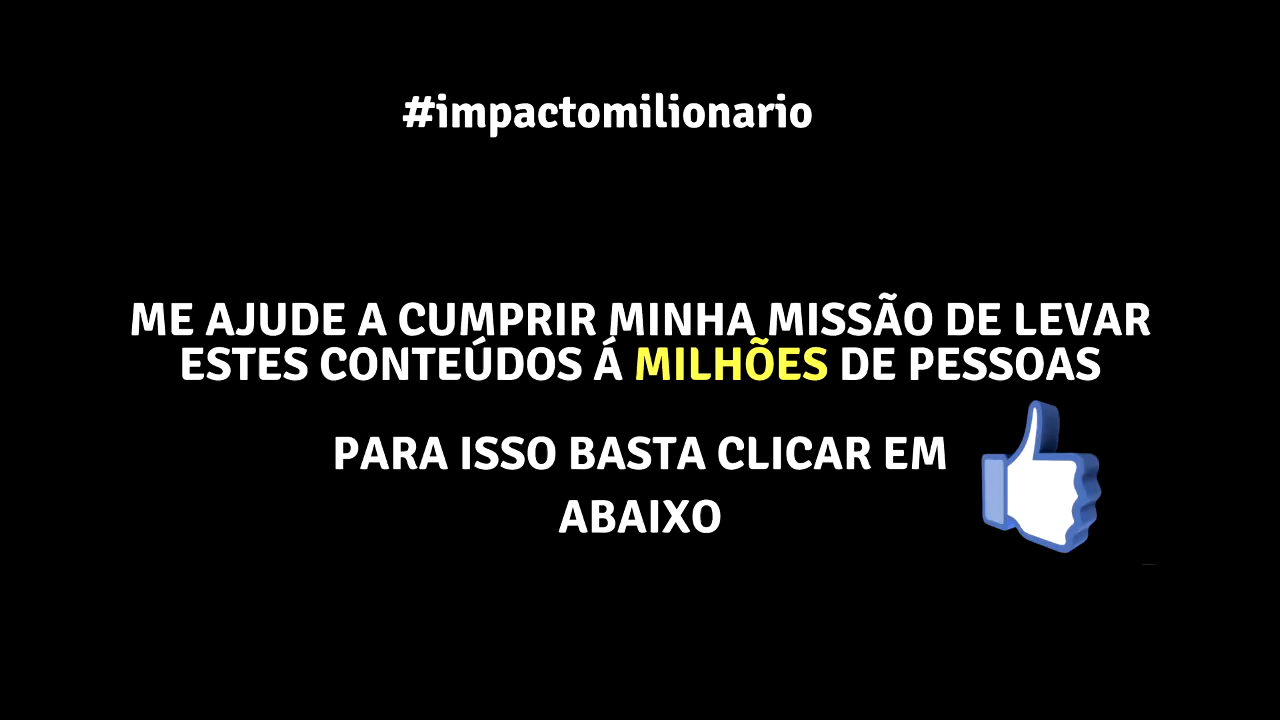 #impactomilionario
ME AJUDE A CUMPRIR MINHA MISSÃO DE LEVAR
ESTES CONTEÚDOS Á MILHÕES DE PESSOAS
PARA ISSO BASTA CLICAR EM
ABAIXO